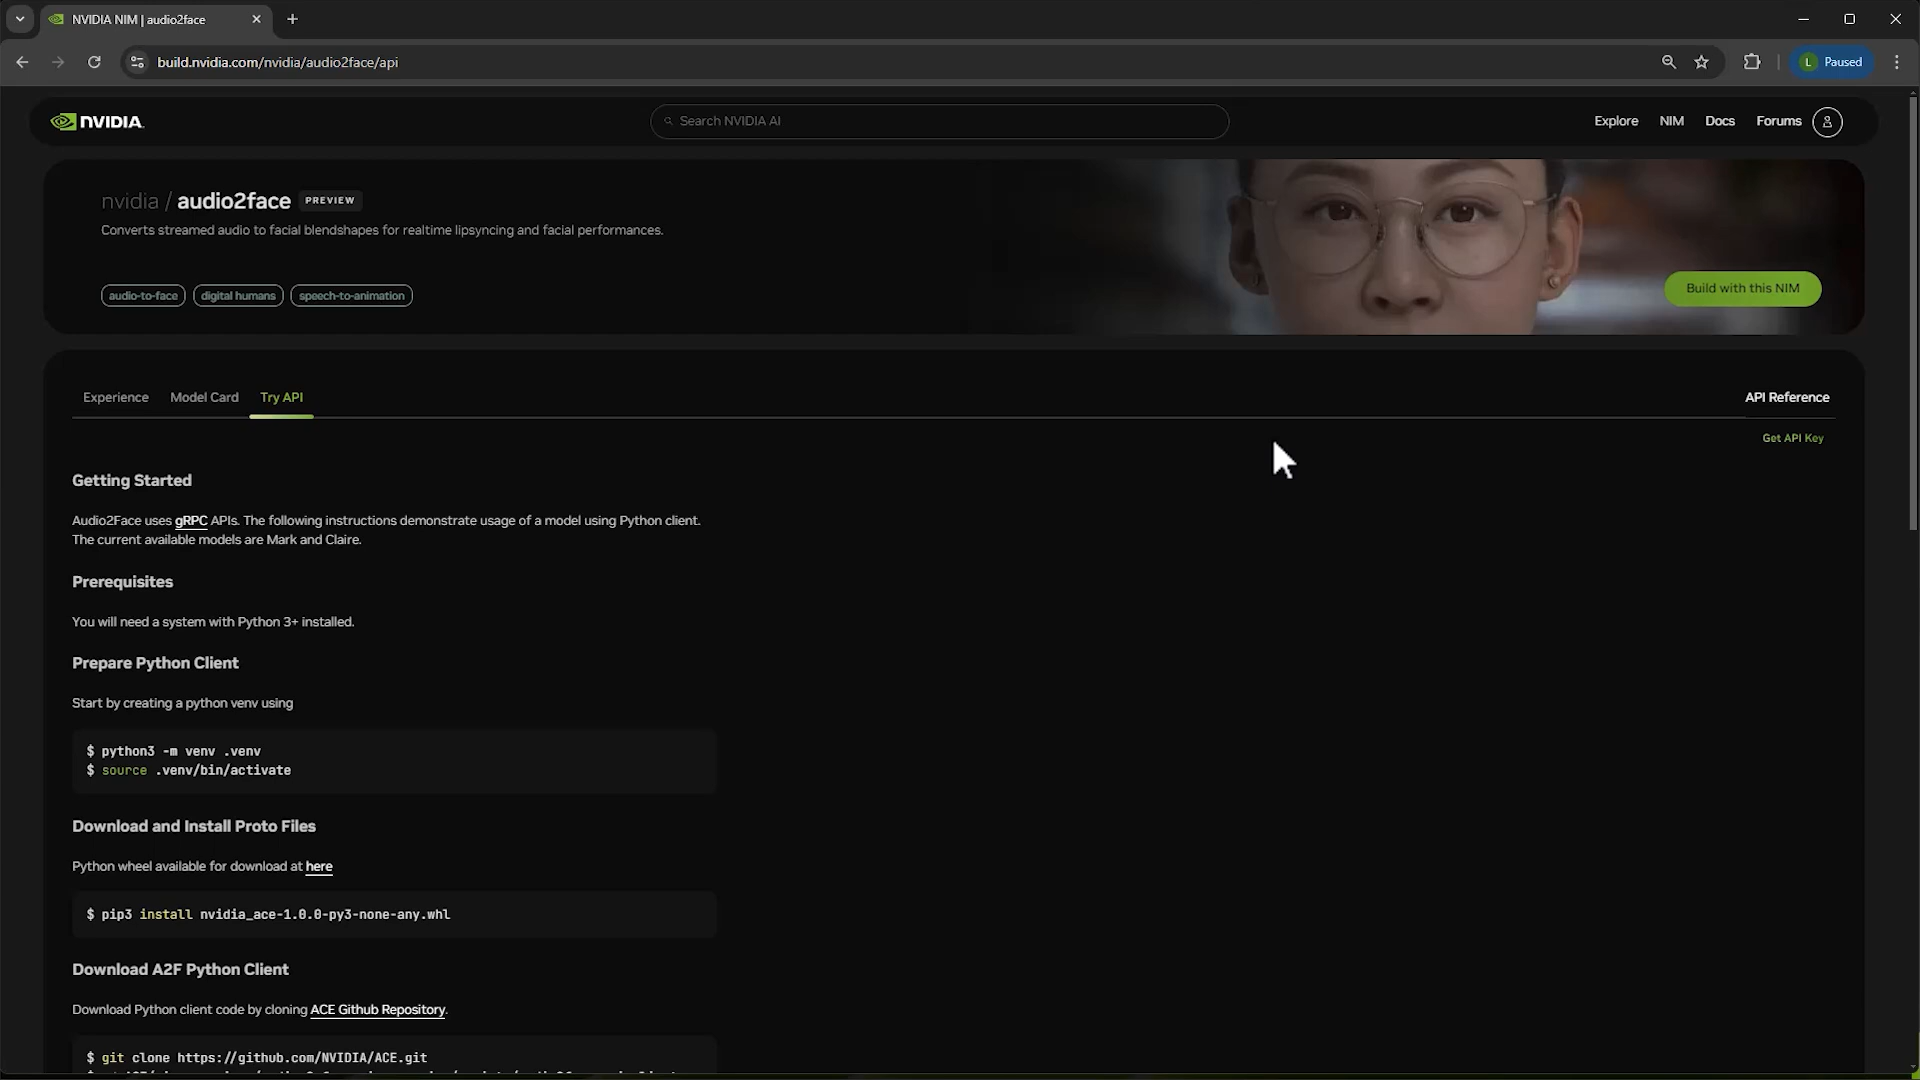 NVIDIA NIM | audio2face
build.nvidia.com/nvidia/audio2face/api
L Paused
NVIDIA.
Search NVIDIA AI
Explore NIM Docs Forums
nvidia / audio2face PREVIEW
Converts streamed audio to facial blendshapes for realtime lipsyncing and facial performances.
audio-to-face digital humans speech-to-animation
Build with this NIM
Experience Model Card Try API
API Reference
Get API Key
Getting Started
Audio2Face uses gRPC APIs. The following instructions demonstrate usage of a model using Python client.
The current available models are Mark and Claire.
Prerequisites
You will need a system with Python 3+ installed.
Prepare Python Client
Start by creating a python venv using
$ python3 -m venv .venv
$ source .venv/bin/activate
Download and Install Proto Files
Python wheel available for download at here
$ pip3 install nvidia_ace-1.0.0-py3-none-any.whl
Download A2F Python Client
Download Python client code by cloning ACE Github Repository.
$ git clone https://github.com/NVIDIA/ACE.git